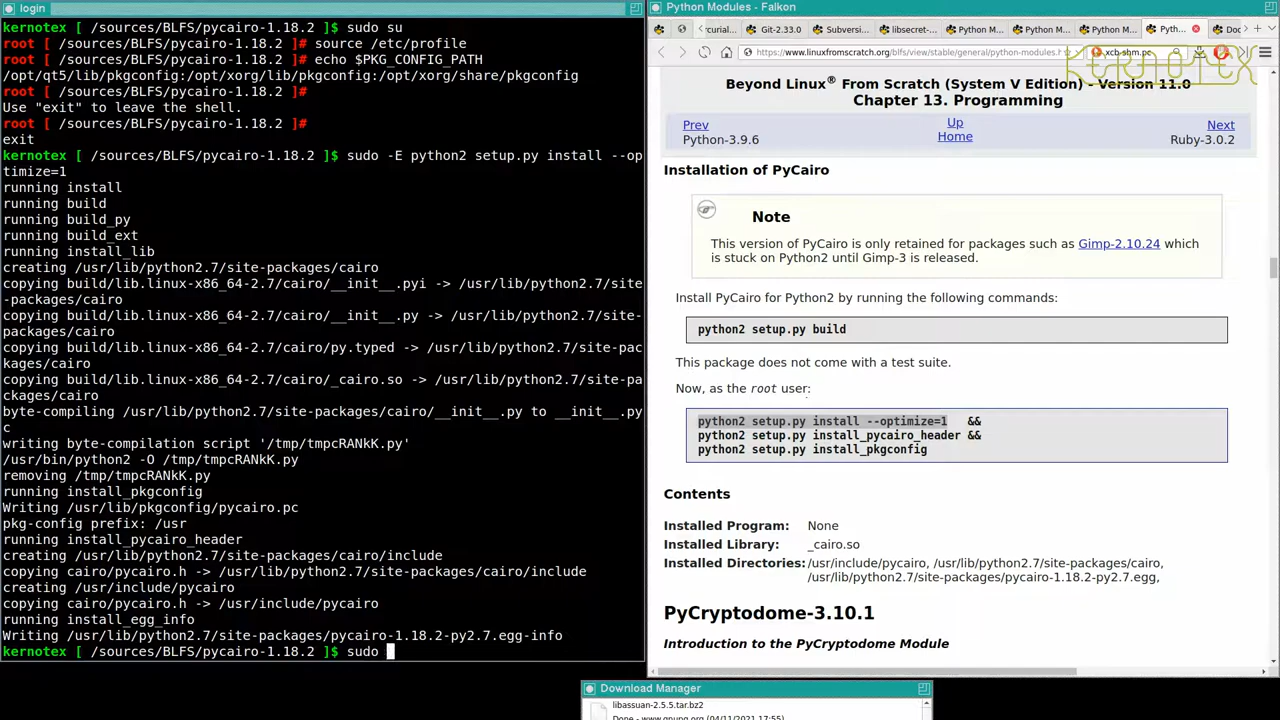 login
kernotex [ /sources/BLFS/pycairo-1.18.2 ]$ sudo su
root [ /sources/BLFS/pycairo-1.18.2 ]# source /etc/profile
root [ /sources/BLFS/pycairo-1.18.2 ]# echo $PKG_CONFIG_PATH
/opt/qt5/lib/pkgconfig:/opt/xorg/lib/pkgconfig:/opt/xorg/share/pkgconfig
root [ /sources/BLFS/pycairo-1.18.2 ]#
Use "exit" to leave the shell.
root [ /sources/BLFS/pycairo-1.18.2 ]#
exit
kernotex [ /sources/BLFS/pycairo-1.18.2 ]$ sudo -E python2 setup.py install --op
timize=1
running install
running build
running build_py
running build_ext
running install_lib
creating /usr/lib/python2.7/site-packages/cairo
copying build/lib.linux-x86_64-2.7/cairo/__init__.pyi -> /usr/lib/python2.7/site
-packages/cairo
copying build/lib.linux-x86_64-2.7/cairo/__init__.py -> /usr/lib/python2.7/site-
packages/cairo
copying build/lib.linux-x86_64-2.7/cairo/py.typed -> /usr/lib/python2.7/site-pac
kages/cairo
copying build/lib.linux-x86_64-2.7/cairo/_cairo.so -> /usr/lib/python2.7/site-pa
ckages/cairo
byte-compiling /usr/lib/python2.7/site-packages/cairo/__init__.py to __init__.py
c
writing byte-compilation script '/tmp/tmpcRANkK.py'
/usr/bin/python2 -O /tmp/tmpcRANkK.py
removing /tmp/tmpcRANkK.py
running install_pkgconfig
Writing /usr/lib/pkgconfig/pycairo.pc
pkg-config prefix: /usr
running install_pycairo_header
creating /usr/lib/python2.7/site-packages/cairo/include
copying cairo/pycairo.h -> /usr/lib/python2.7/site-packages/cairo/include
creating /usr/include/pycairo
copying cairo/pycairo.h -> /usr/include/pycairo
running install_egg_info
Writing /usr/lib/python2.7/site-packages/pycairo-1.18.2-py2.7.egg-info
kernotex [ /sources/BLFS/pycairo-1.18.2 ]$ sudo
Python Modules - Falkon
curial. Git-2.33.0 Subversi libsecret- Python M Python M Python M Pyth... Doc
https://www.linuxfromscratch.org/blfs/view/stable/general/python-modules.h xcb-shm.pc
KERNOTEX
Beyond Linux® From Scratch (System V Edition) - Version 11.0
Chapter 13. Programming
Prev Up Next
Python-3.9.6 Home Ruby-3.0.2
Installation of PyCairo
Note
This version of PyCairo is only retained for packages such as Gimp-2.10.24 which
is stuck on Python2 until Gimp-3 is released.
Install PyCairo for Python2 by running the following commands:
python2 setup.py build
This package does not come with a test suite.
Now, as the root user:
python2 setup.py install --optimize=1 &&
python2 setup.py install_pycairo_header &&
python2 setup.py install_pkgconfig
Contents
Installed Program: None
Installed Library: _cairo.so
Installed Directories: /usr/include/pycairo, /usr/lib/python2.7/site-packages/cairo,
/usr/lib/python2.7/site-packages/pycairo-1.18.2-py2.7.egg,
PyCryptodome-3.10.1
Introduction to the PyCryptodome Module
Download Manager
libassuan-2.5.5.tar.bz2
Done - www.gnupg.org (04/11/2021 17:55)